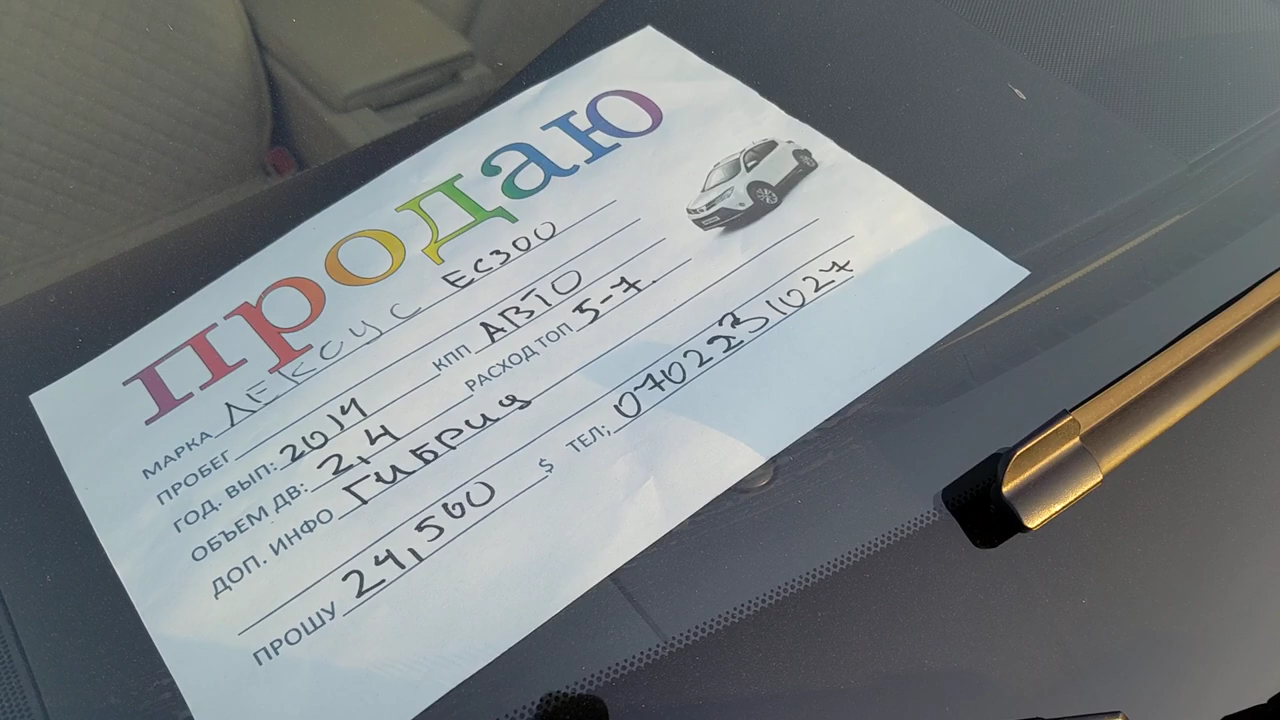 продаю
МАРКА ЛЕКСУС ЕС300
ПРОБЕГ
ГОД. ВЫП: 2014 КПП АВТО
ОБЪЕМ ДВ: 2,4 РАСХОД ТОП 5-7
ДОП. ИНФО ГИБРИД
ПРОШУ 24,500 $ ТЕЛ; 0702231027